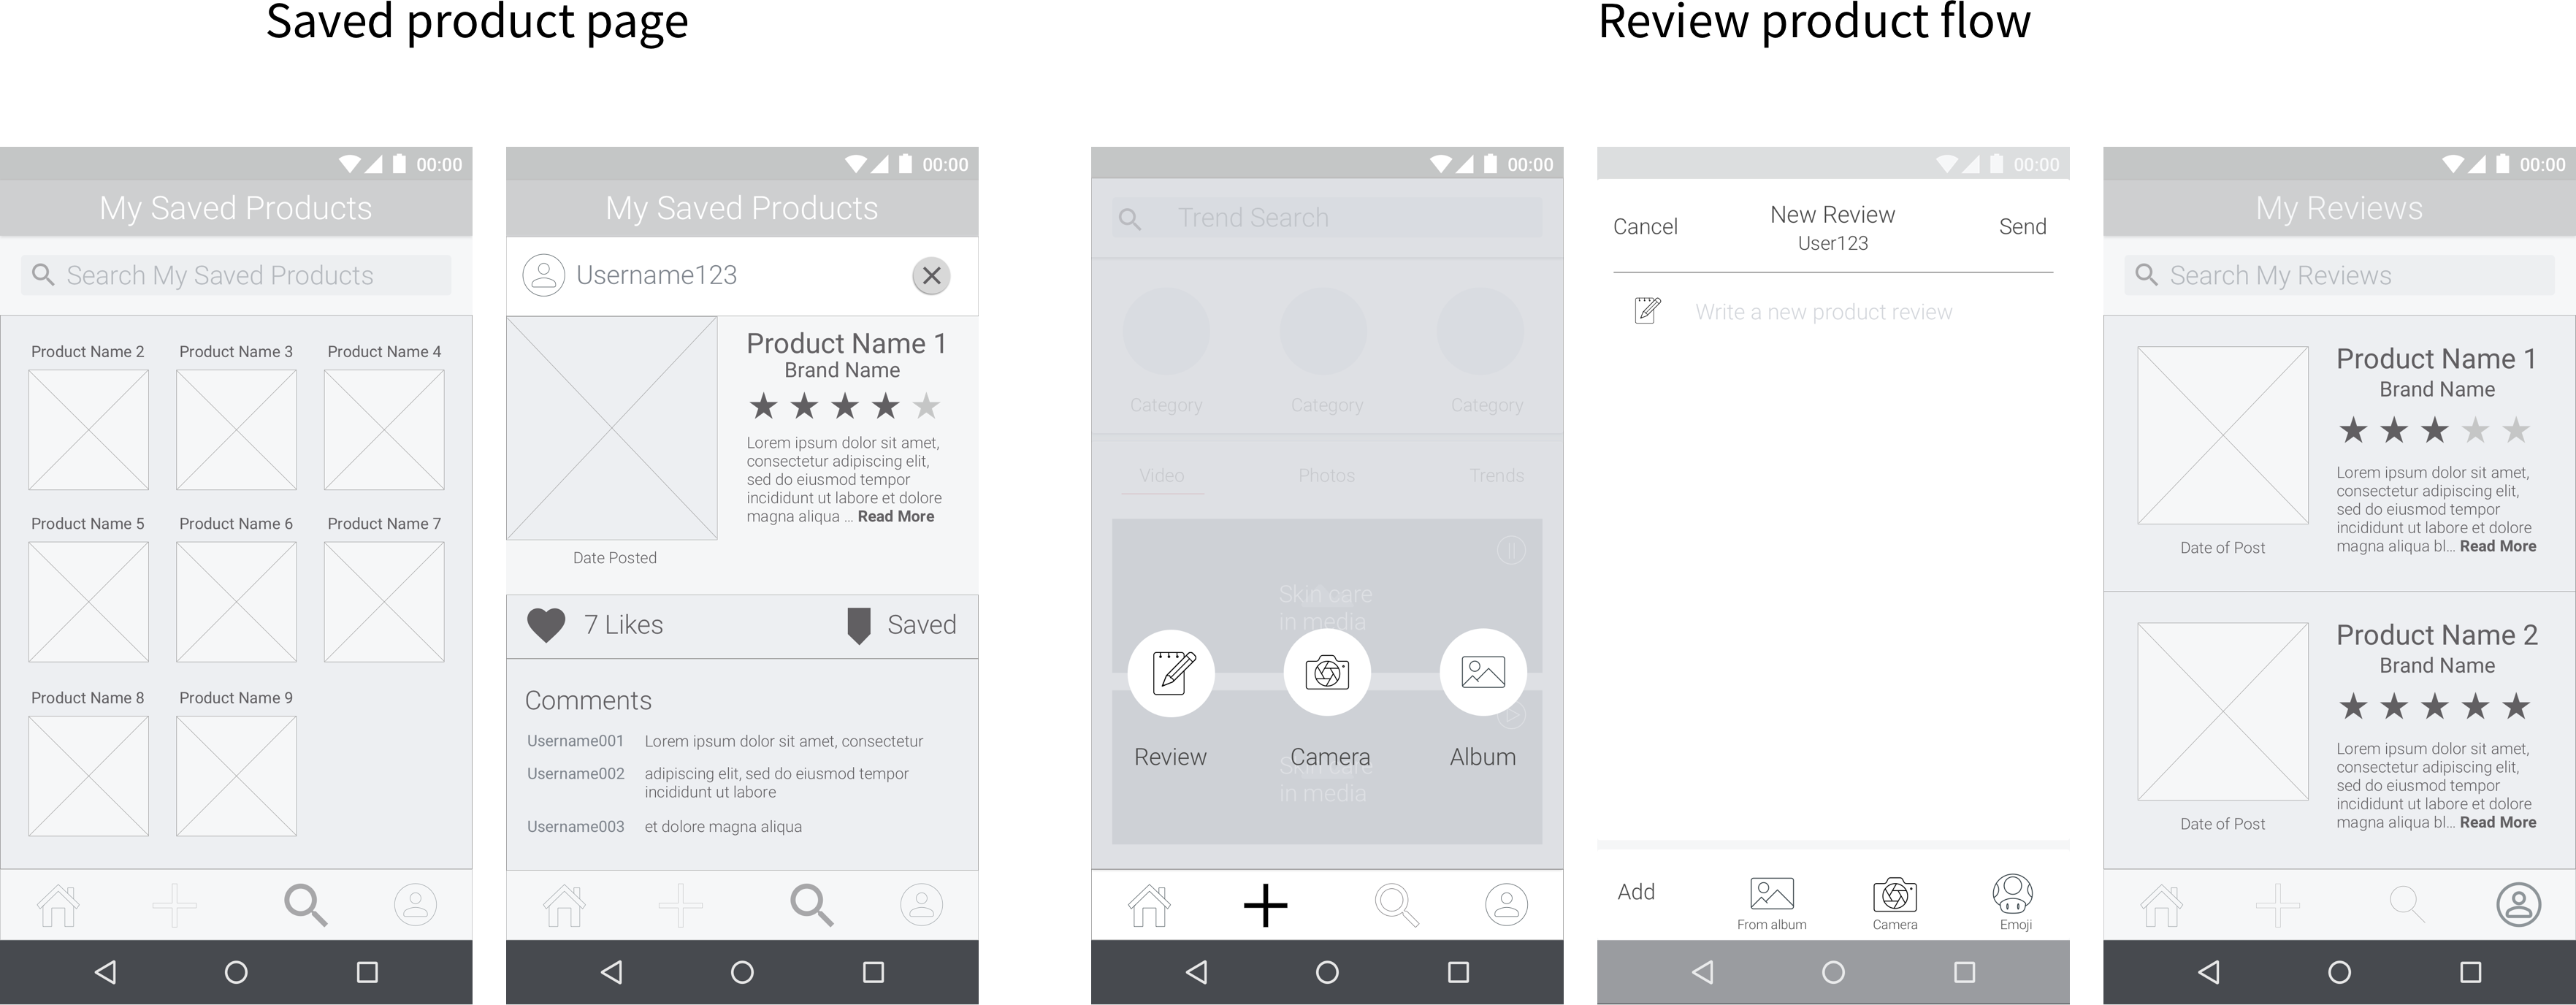 Saved product page
Review product flow
00:00
My Saved Products
Search My Saved Products
Product Name 2
Product Name 3
Product Name 4
Product Name 5
Product Name 6
Product Name 7
Product Name 8
Product Name 9
00:00
My Saved Products
Username123
Product Name 1
Brand Name
Lorem ipsum dolor sit amet,
consectetur adipiscing elit,
sed do eiusmod tempor
incididunt ut labore et dolore
magna aliqua ... Read More
Date Posted
7 Likes
Saved
Comments
Username001 Lorem ipsum dolor sit amet, consectetur
Username002 adipiscing elit, sed do eiusmod tempor
incididunt ut labore
Username003 et dolore magna aliqua
00:00
Trend Search
Category
Category
Category
Video
Photos
Trends
Skin care
in media
Review
Camera
Album
Skin care
in media
00:00
Cancel
New Review
User123
Send
Write a new product review
Add
From album
Camera
Emoji
00:00
My Reviews
Search My Reviews
Product Name 1
Brand Name
Lorem ipsum dolor sit amet,
consectetur adipiscing elit,
sed do eiusmod tempor
incididunt ut labore et dolore
magna aliqua bl... Read More
Date of Post
Product Name 2
Brand Name
Lorem ipsum dolor sit amet,
consectetur adipiscing elit,
sed do eiusmod tempor
incididunt ut labore et dolore
magna aliqua bl... Read More
Date of Post